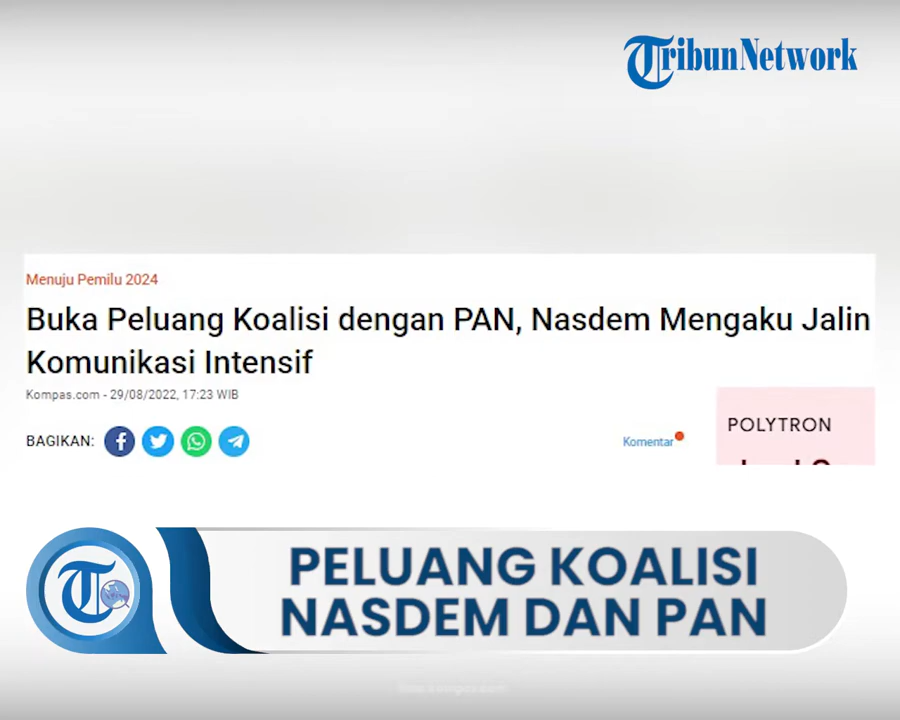 TribunNetwork
Menuju Pemilu 2024
Buka Peluang Koalisi dengan PAN, Nasdem Mengaku Jalin
Komunikasi Intensif
Kompas.com - 29/08/2022, 17:23 WIB
BAGIKAN:
Komentar
POLYTRON
PELUANG KOALISI
NASDEM DAN PAN